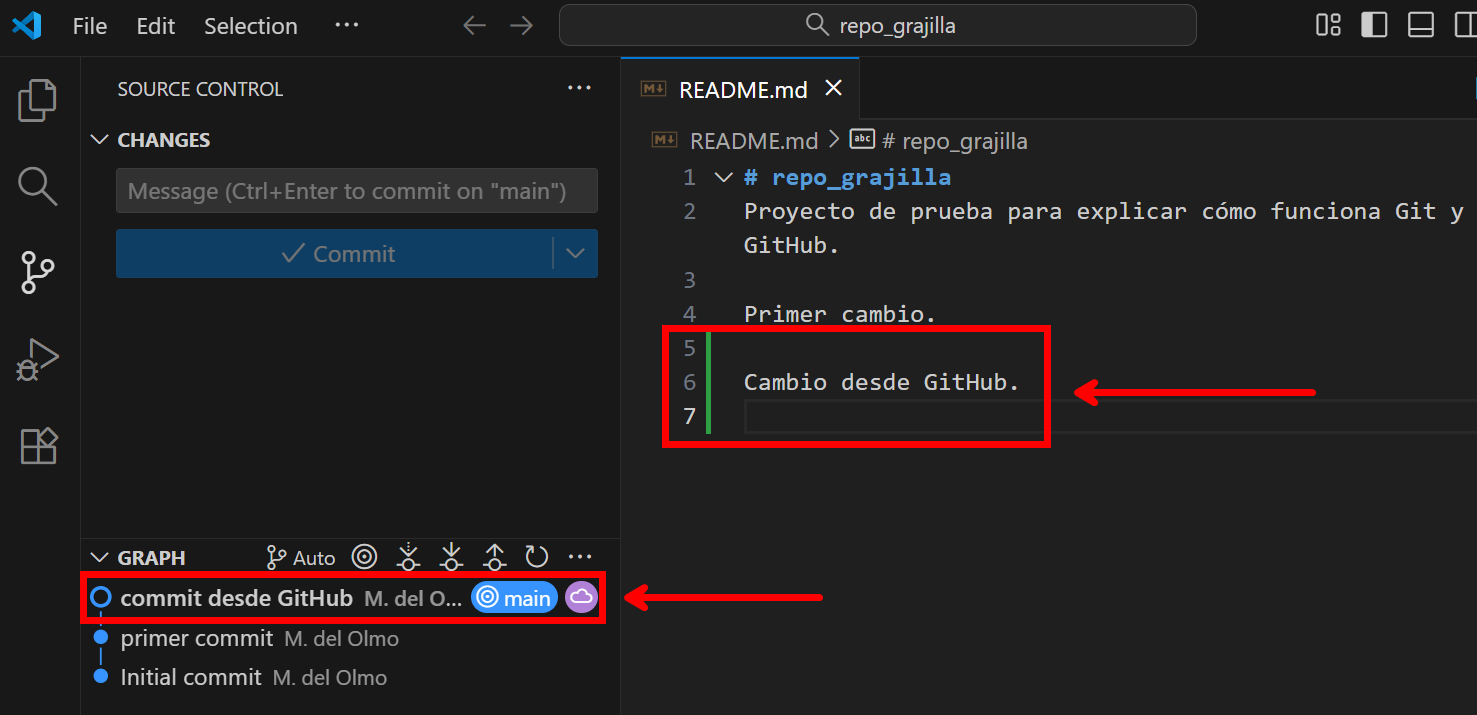 File Edit Selection ··· repo_grajilla
SOURCE CONTROL ···
CHANGES
Message (Ctrl+Enter to commit on "main")
Commit
GRAPH Auto ···
commit desde GitHub M. del O... main
primer commit M. del Olmo
Initial commit M. del Olmo
M↓ README.md
M↓ README.md abc # repo_grajilla
1 # repo_grajilla
2 Proyecto de prueba para explicar cómo funciona Git y
GitHub.
3
4 Primer cambio.
5
6 Cambio desde GitHub.
7